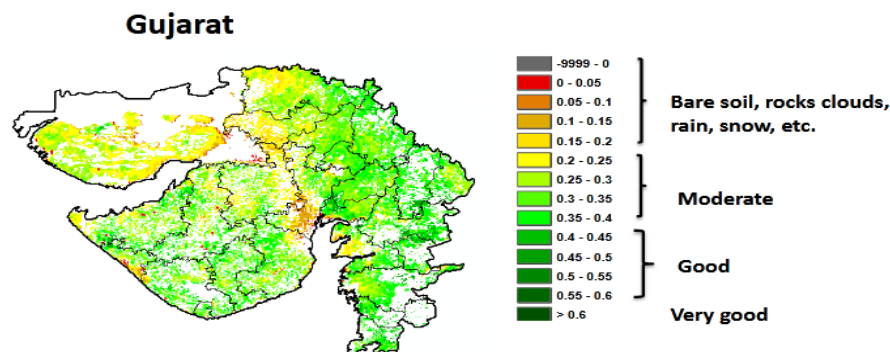 Gujarat
-9999 - 0
0 - 0.05
0.05 - 0.1
0.1 - 0.15
0.15 - 0.2
0.2 - 0.25
0.25 - 0.3
0.3 - 0.35
0.35 - 0.4
0.4 - 0.45
0.45 - 0.5
0.5 - 0.55
0.55 - 0.6
> 0.6
Bare soil, rocks clouds,
rain, snow, etc.
Moderate
Good
Very good